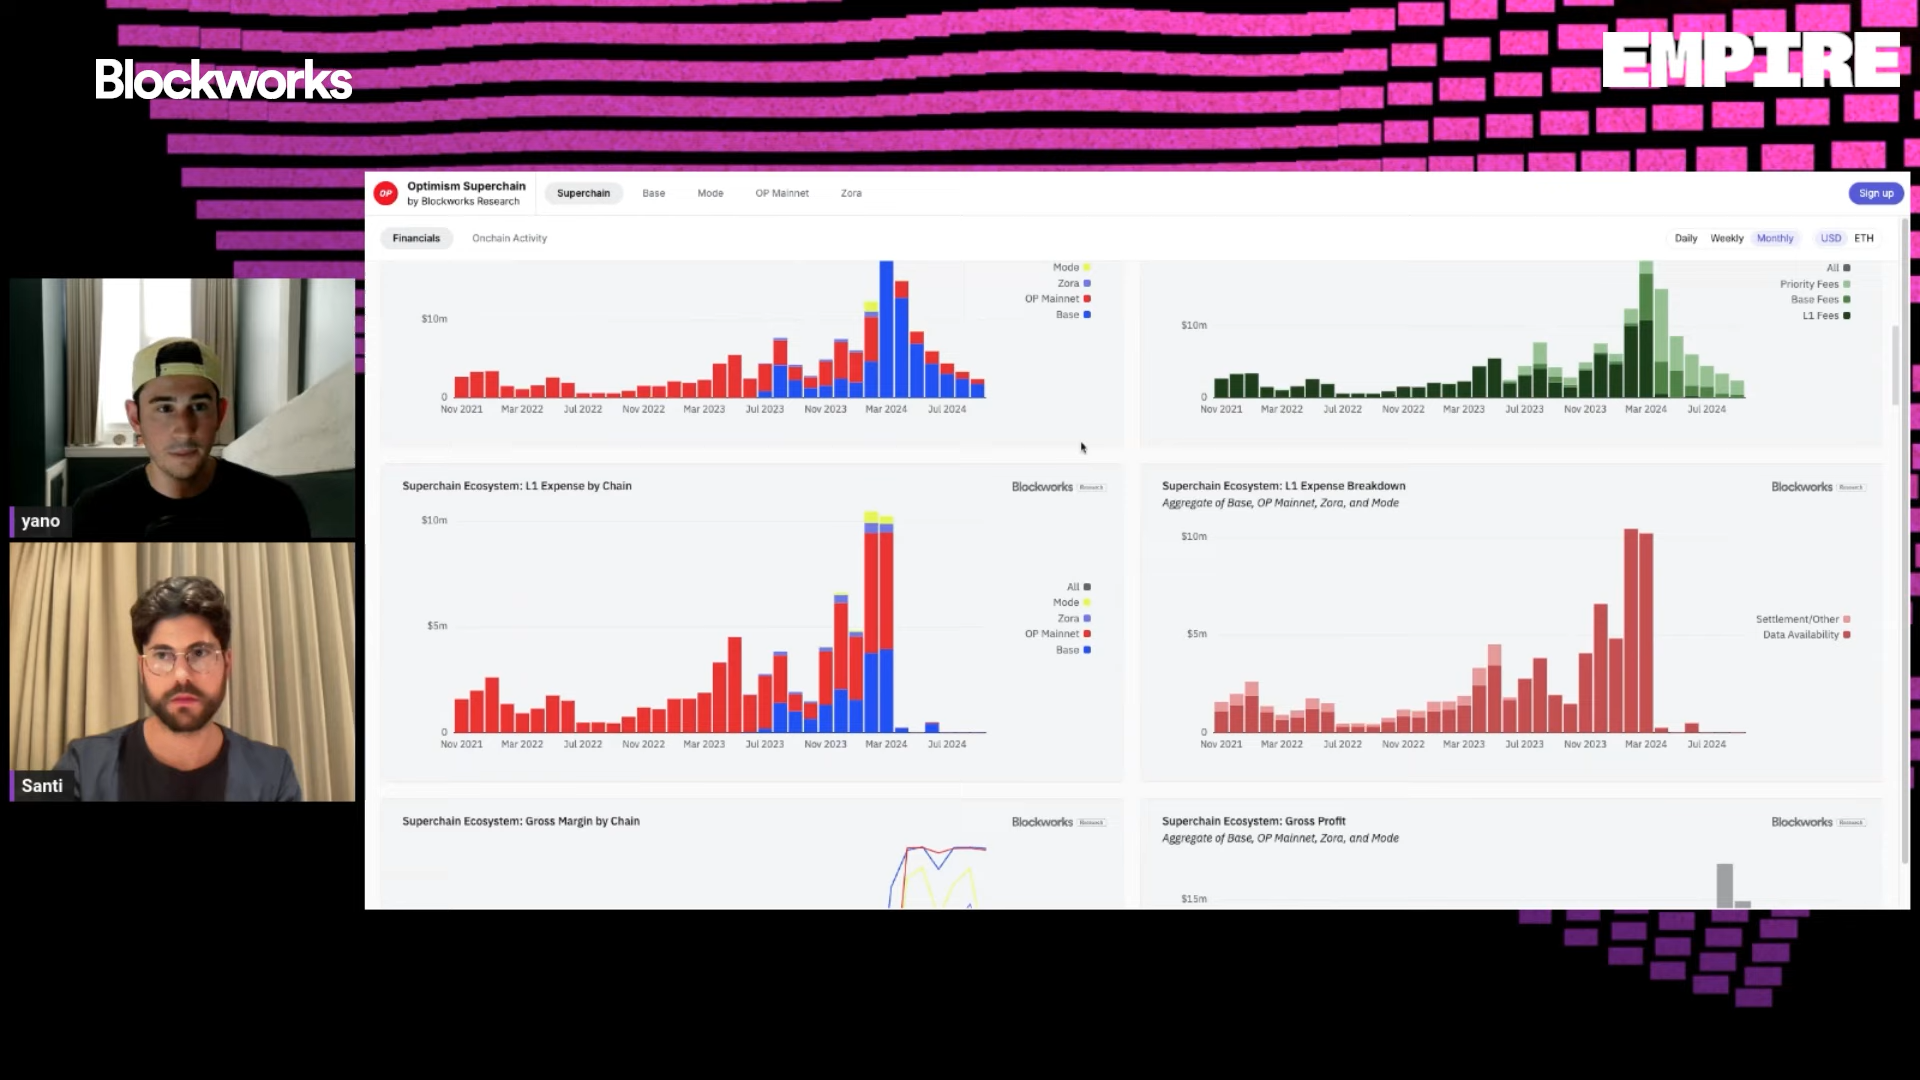 Blockworks
EMPIRE
OP
Optimism Superchain
by Blockworks Research
Superchain
Base
Mode
OP Mainnet
Zora
Sign up
Financials
Onchain Activity
Daily
Weekly
Monthly
USD
ETH
Mode
Zora
OP Mainnet
Base
$10m
0
Nov 2021 Mar 2022 Jul 2022 Nov 2022 Mar 2023 Jul 2023 Nov 2023 Mar 2024 Jul 2024
All
Priority Fees
Base Fees
L1 Fees
$10m
0
Nov 2021 Mar 2022 Jul 2022 Nov 2022 Mar 2023 Jul 2023 Nov 2023 Mar 2024 Jul 2024
Superchain Ecosystem: L1 Expense by Chain
Blockworks Research
$10m
$5m
0
All
Mode
Zora
OP Mainnet
Base
Nov 2021 Mar 2022 Jul 2022 Nov 2022 Mar 2023 Jul 2023 Nov 2023 Mar 2024 Jul 2024
Superchain Ecosystem: L1 Expense Breakdown
Aggregate of Base, OP Mainnet, Zora, and Mode
Blockworks Research
$10m
$5m
0
Settlement/Other
Data Availability
Nov 2021 Mar 2022 Jul 2022 Nov 2022 Mar 2023 Jul 2023 Nov 2023 Mar 2024 Jul 2024
Superchain Ecosystem: Gross Margin by Chain
Blockworks Research
Superchain Ecosystem: Gross Profit
Aggregate of Base, OP Mainnet, Zora, and Mode
Blockworks Research
$15m
yano
Santi